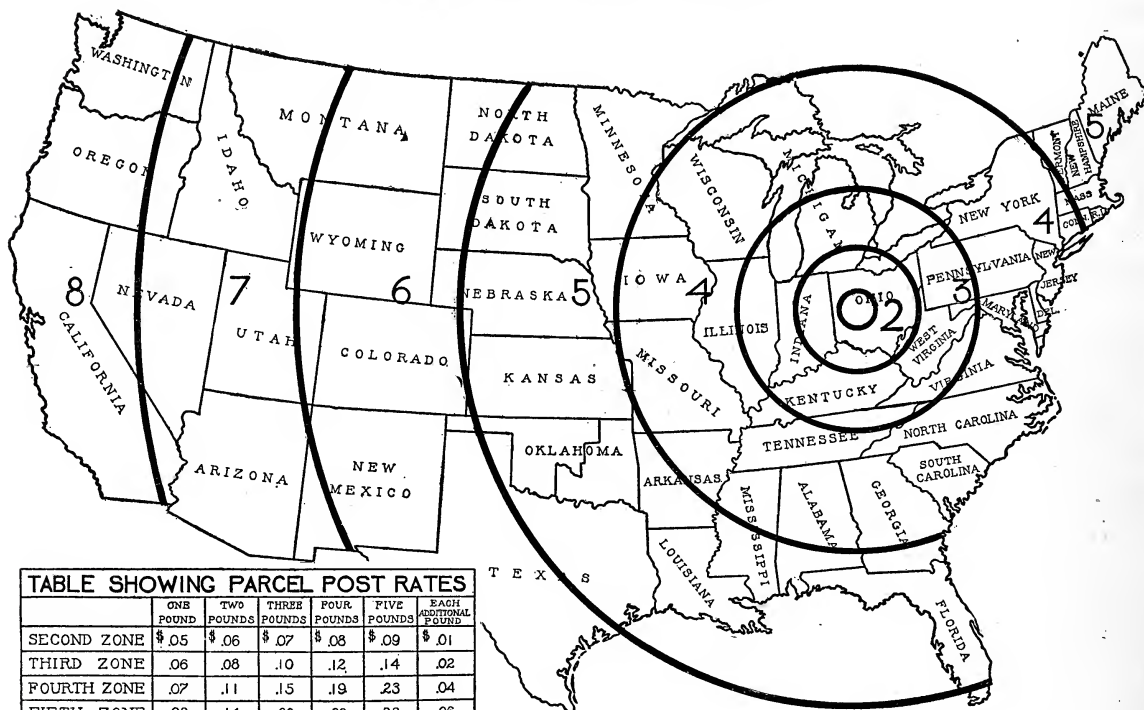 WASHINGTON
OREGON
IDAHO
MONTANA
NORTH
DAKOTA
MINNESOTA
WISCONSIN
MICHIGAN
MAINE
5
VERMONT
NEW
HAMPSHIRE
MASS
CONN.
R.I.
NEW YORK
4
SOUTH
DAKOTA
WYOMING
8
CALIFORNIA
NEVADA
7
UTAH
6
NEBRASKA
5
IOWA
4
ILLINOIS
INDIANA
OHIO
2
PENNSYLVANIA
3
NEW
JERSEY
MARY
DEL.
WEST
VIRGINIA
VIRGINIA
COLORADO
KANSAS
MISSOURI
KENTUCKY
TENNESSEE
NORTH CAROLINA
SOUTH
CAROLINA
ARIZONA
NEW
MEXICO
OKLAHOMA
ARKANSAS
MISSISSIPPI
ALABAMA
GEORGIA
TEXAS
LOUISIANA
FLORIDA
TABLE SHOWING PARCEL POST RATES
ONE POUND TWO POUNDS THREE POUNDS FOUR POUNDS FIVE POUNDS EACH ADDITIONAL POUND
SECOND ZONE $.05 $.06 $.07 $.08 $.09 $.01
THIRD ZONE .06 .08 .10 .12 .14 .02
FOURTH ZONE .07 .11 .15 .19 .23 .04